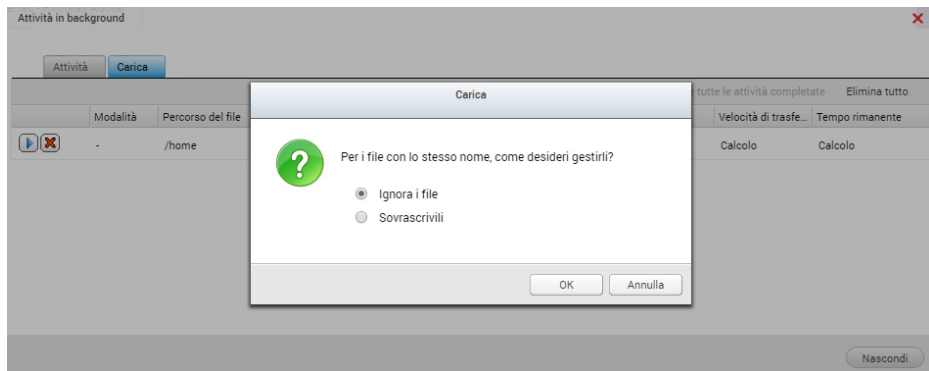 Attività in background
Attività Carica
Carica
tutte le attività completate Elimina tutto
Modalità Percorso del file Velocità di trasfe... Tempo rimanente
- /home Calcolo Calcolo
Per i file con lo stesso nome, come desideri gestirli?
Ignora i file
Sovrascrivili
OK Annulla
Nascondi